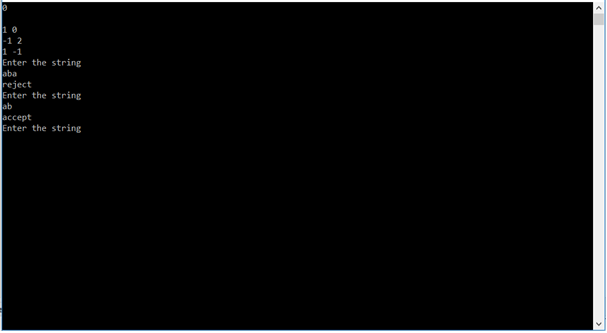 0
1 0
-1 2
1 -1
Enter the string
aba
reject
Enter the string
ab
accept
Enter the string